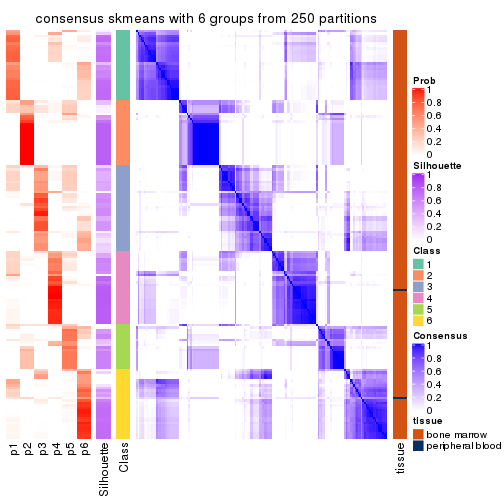 consensus skmeans with 6 groups from 250 partitions
p1
p2
p3
p4
p5
p6
Silhouette
Class
tissue
Prob
1
0.8
0.6
0.4
0.2
0
Silhouette
1
0.8
0.6
0.4
0.2
0
Class
1
2
3
4
5
6
Consensus
1
0.8
0.6
0.4
0.2
0
tissue
bone marrow
peripheral blood